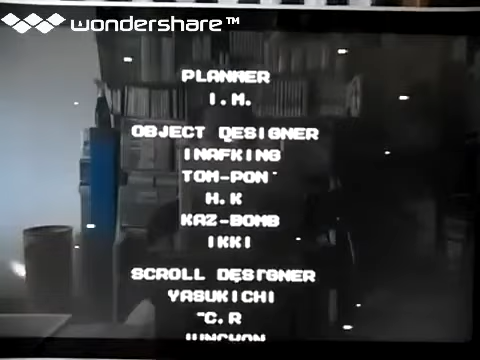 wondershare™
PLANNER
I.M.
OBJECT DESIGNER
INAFKING
TOM-PON
H.K
KAZ-BOMB
IKKI
SCROLL DESIGNER
YASUKICHI
C.R